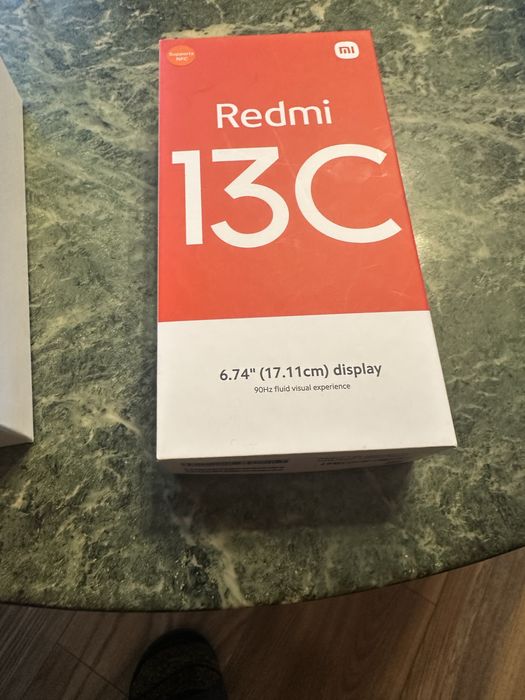 Supports
NFC
mi
Redmi
13C
6.74" (17.11cm) display
90Hz fluid visual experience